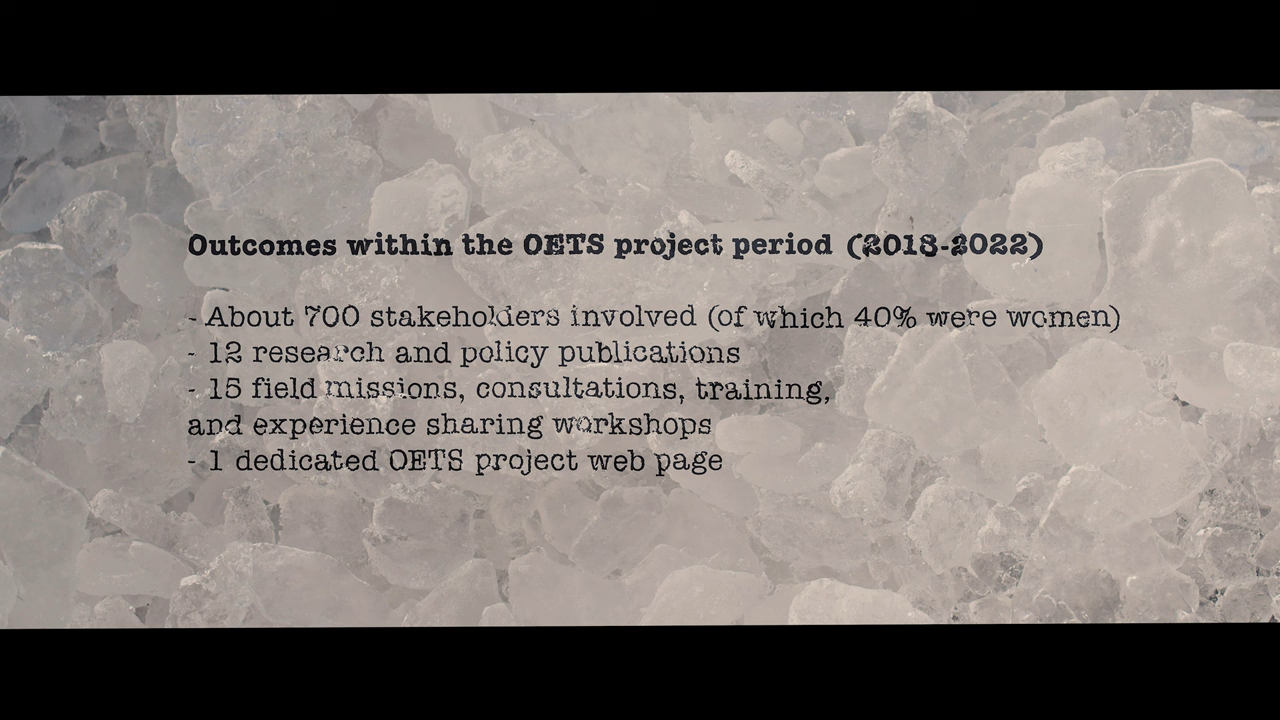 Outcomes within the OETS project period (2018-2022)
- About 700 stakeholders involved (of which 40% were women)
- 12 research and policy publications
- 15 field missions, consultations, training,
and experience sharing workshops
- 1 dedicated OETS project web page